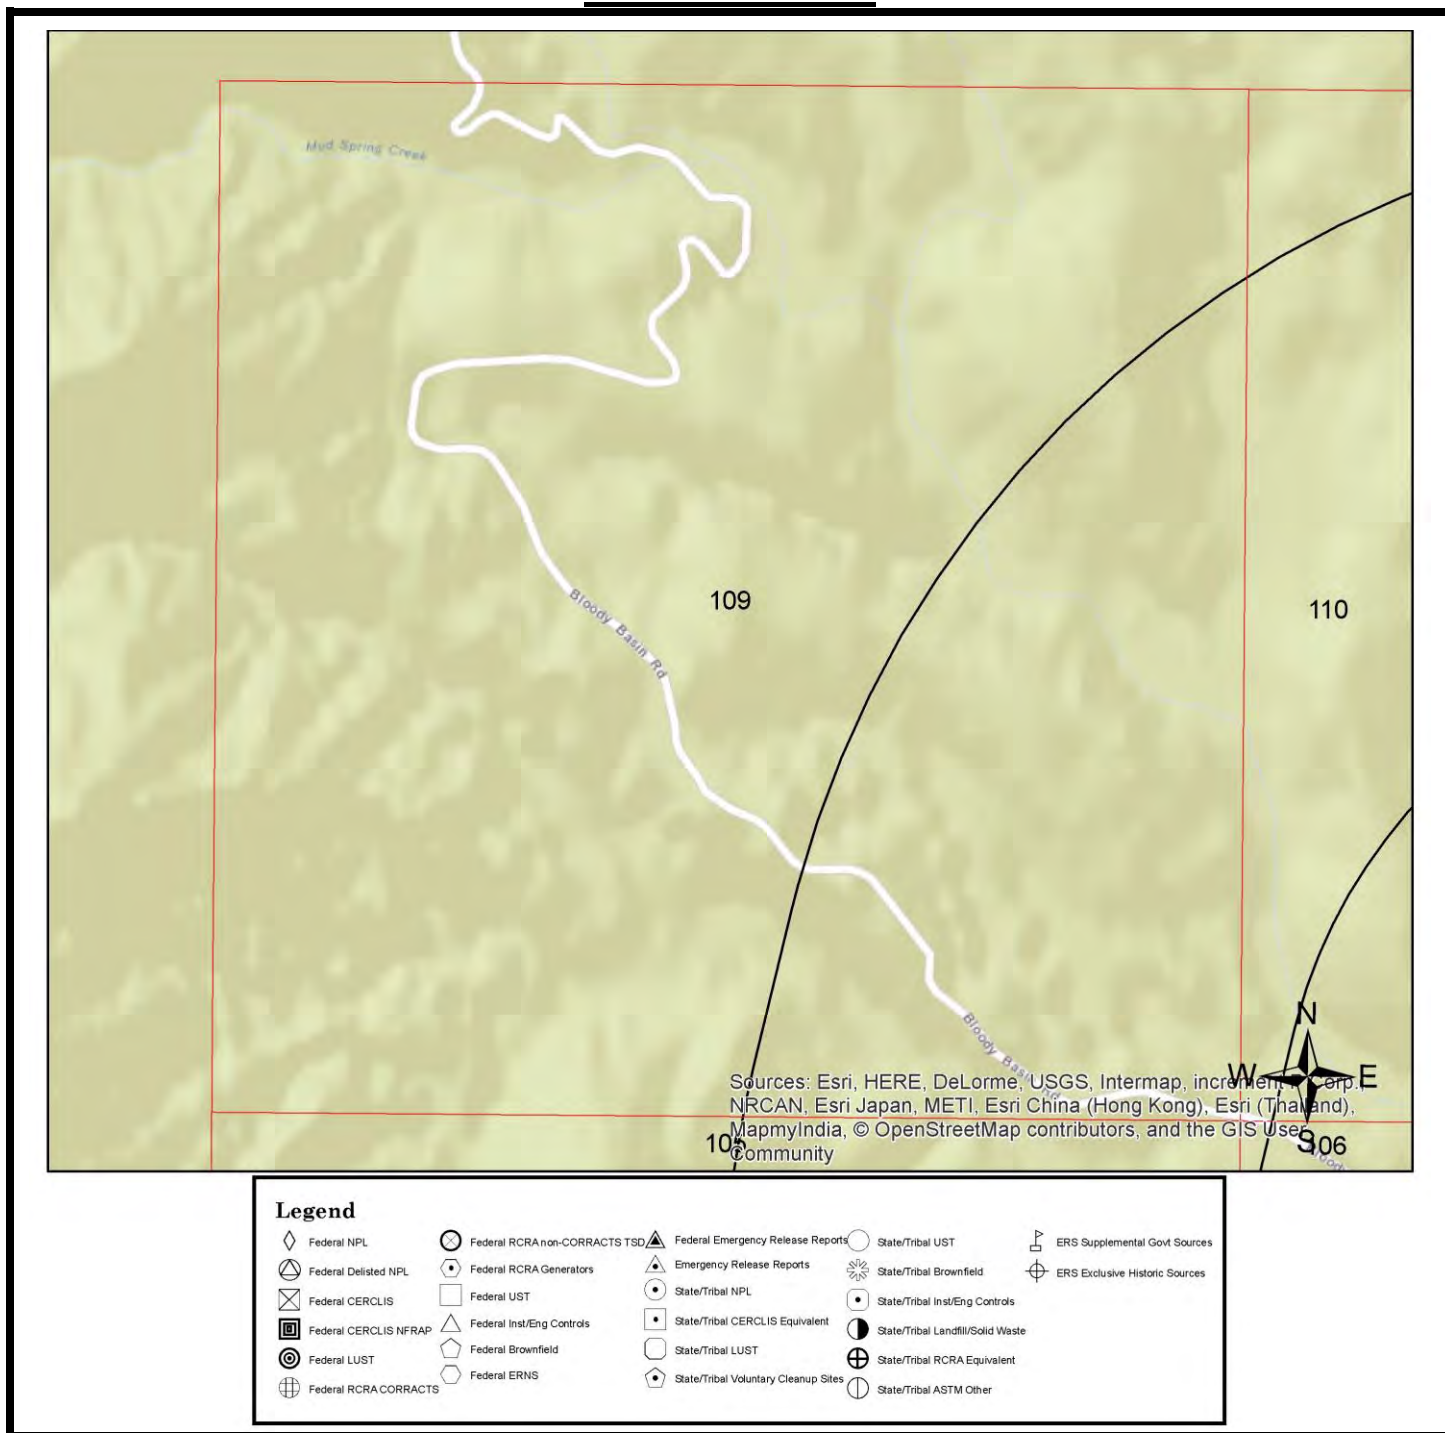 Mud Spring Creek
109
110
Bloody Basin Rd
Bloody Basin Rd
N
W E
S
Sources: Esri, HERE, DeLorme, USGS, Intermap, increment P Corp.,
NRCAN, Esri Japan, METI, Esri China (Hong Kong), Esri (Thailand),
MapmyIndia, © OpenStreetMap contributors, and the GIS User
Community
105
106
Bloody
Legend
Federal NPL
Federal Delisted NPL
Federal CERCLIS
Federal CERCLIS NFRAP
Federal LUST
Federal RCRA CORRACTS
Federal RCRA non-CORRACTS TSD
Federal RCRA Generators
Federal UST
Federal Inst/Eng Controls
Federal Brownfield
Federal ERNS
Federal Emergency Release Reports
Emergency Release Reports
State/Tribal NPL
State/Tribal CERCLIS Equivalent
State/Tribal LUST
State/Tribal Voluntary Cleanup Sites
State/Tribal UST
State/Tribal Brownfield
State/Tribal Inst/Eng Controls
State/Tribal Landfill/Solid Waste
State/Tribal RCRA Equivalent
State/Tribal ASTM Other
ERS Supplemental Govt Sources
ERS Exclusive Historic Sources